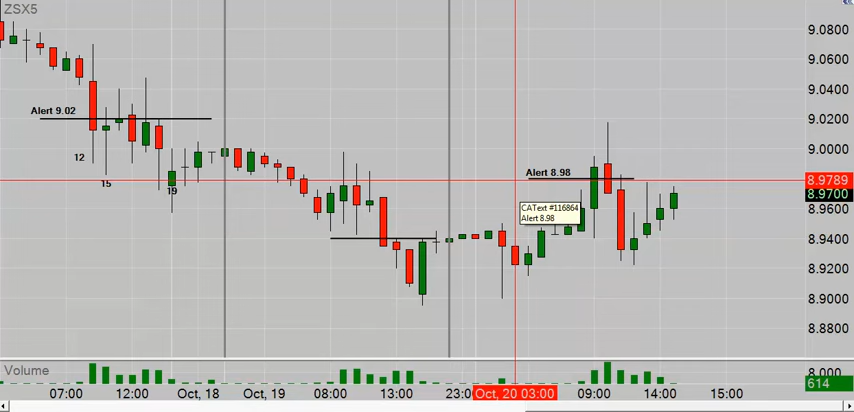 ZSX5
9.0800
9.0600
9.0400
Alert 9.02
9.0200
12
9.0000
15
19
Alert 8.98
8.9789
8.9700
CAText #116864
Alert 8.98
8.9600
8.9400
8.9200
8.9000
8.8800
Volume
8.000
614
07:00
12:00
Oct, 18
Oct, 19
08:00
13:00
23:00
Oct, 20 03:00
09:00
14:00
15:00